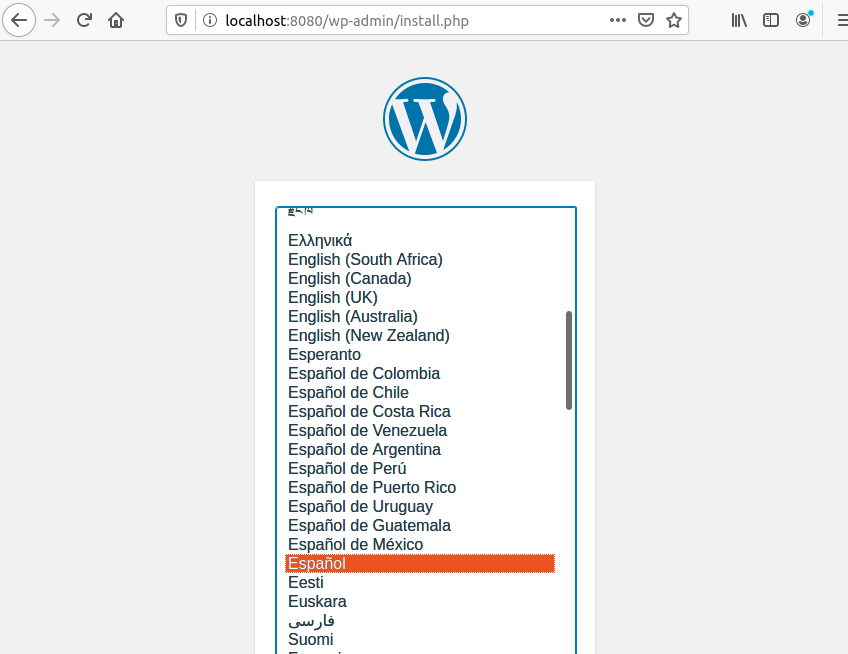 localhost:8080/wp-admin/install.php
Ελληνικά
English (South Africa)
English (Canada)
English (UK)
English (Australia)
English (New Zealand)
Esperanto
Español de Colombia
Español de Chile
Español de Costa Rica
Español de Venezuela
Español de Argentina
Español de Perú
Español de Puerto Rico
Español de Uruguay
Español de Guatemala
Español de México
Español
Eesti
Euskara
فارسی
Suomi